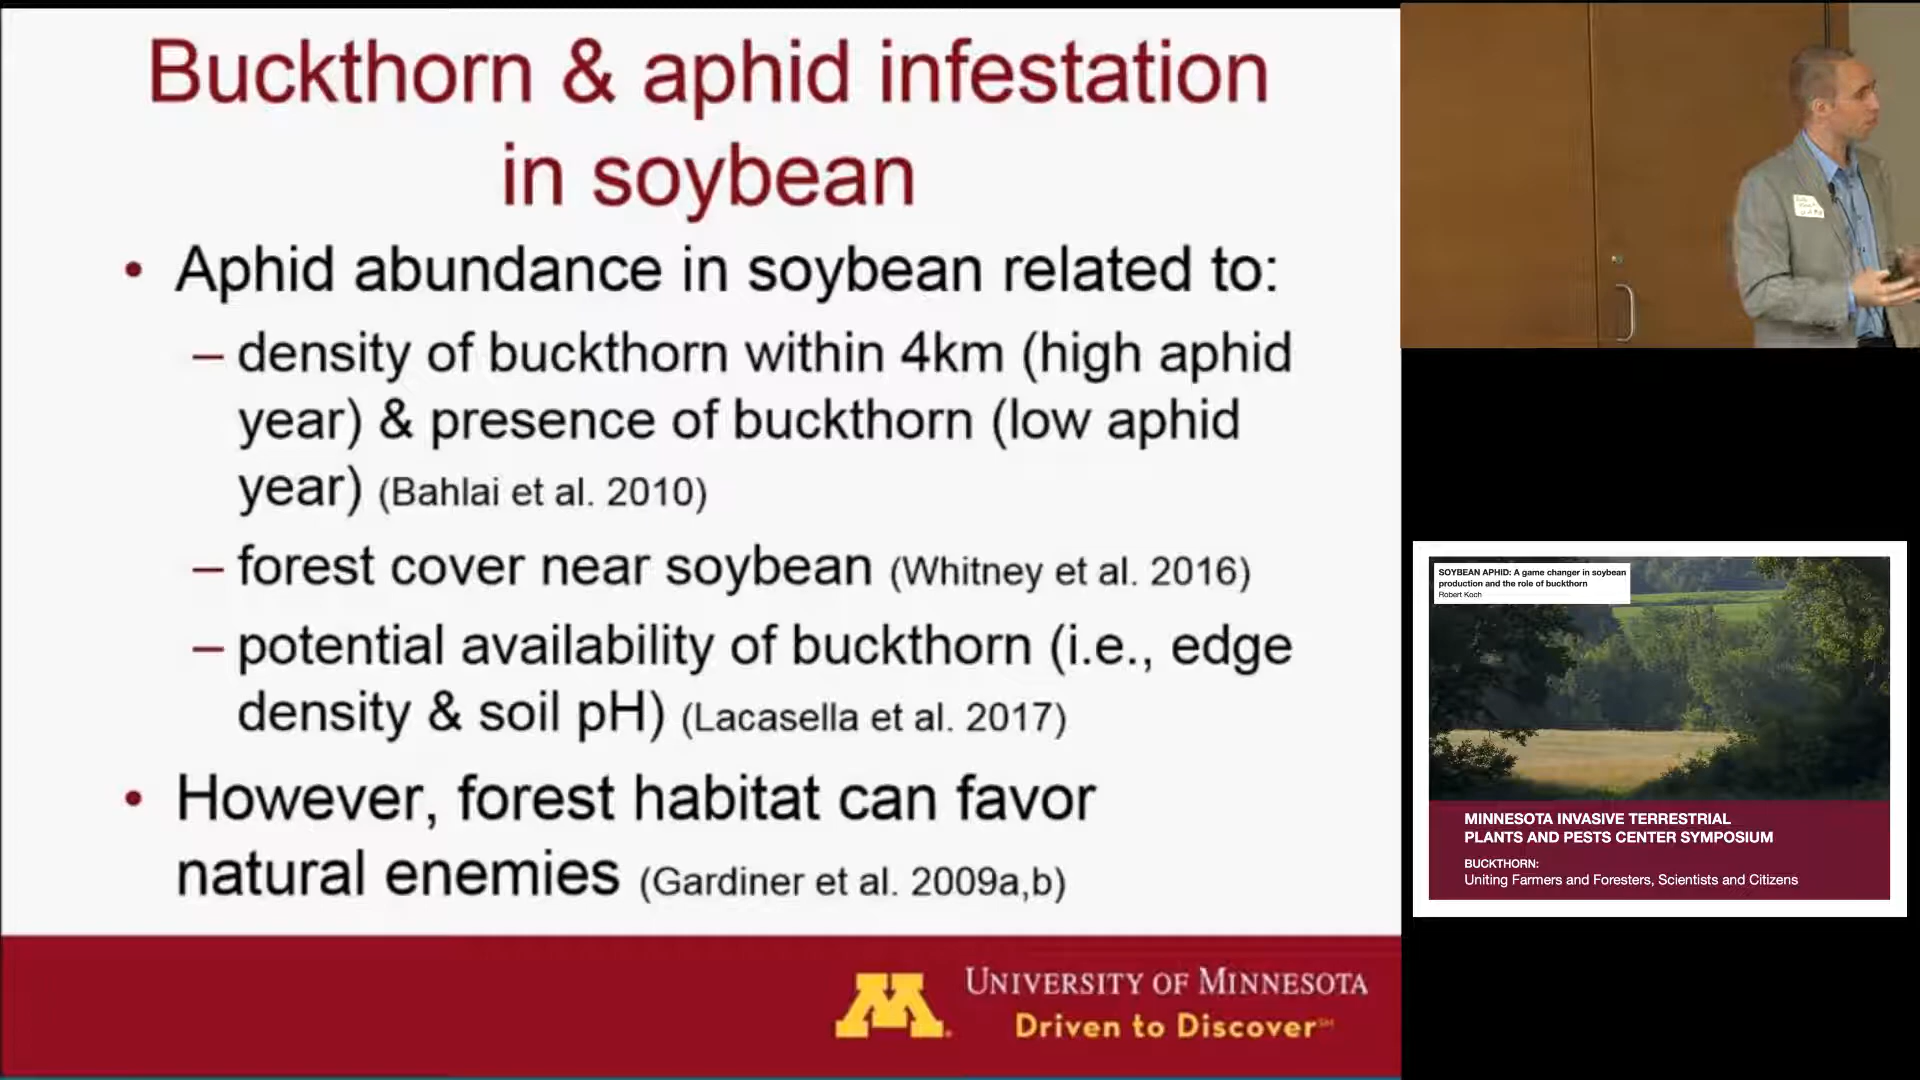 Buckthorn & aphid infestation
in soybean
• Aphid abundance in soybean related to:
– density of buckthorn within 4km (high aphid
year) & presence of buckthorn (low aphid
year) (Bahlai et al. 2010)
– forest cover near soybean (Whitney et al. 2016)
– potential availability of buckthorn (i.e., edge
density & soil pH) (Lacasella et al. 2017)
• However, forest habitat can favor
natural enemies (Gardiner et al. 2009a,b)
M
UNIVERSITY OF MINNESOTA
Driven to Discover℠
SOYBEAN APHID: A game changer in soybean
production and the role of buckthorn
Robert Koch
MINNESOTA INVASIVE TERRESTRIAL
PLANTS AND PESTS CENTER SYMPOSIUM
BUCKTHORN:
Uniting Farmers and Foresters, Scientists and Citizens